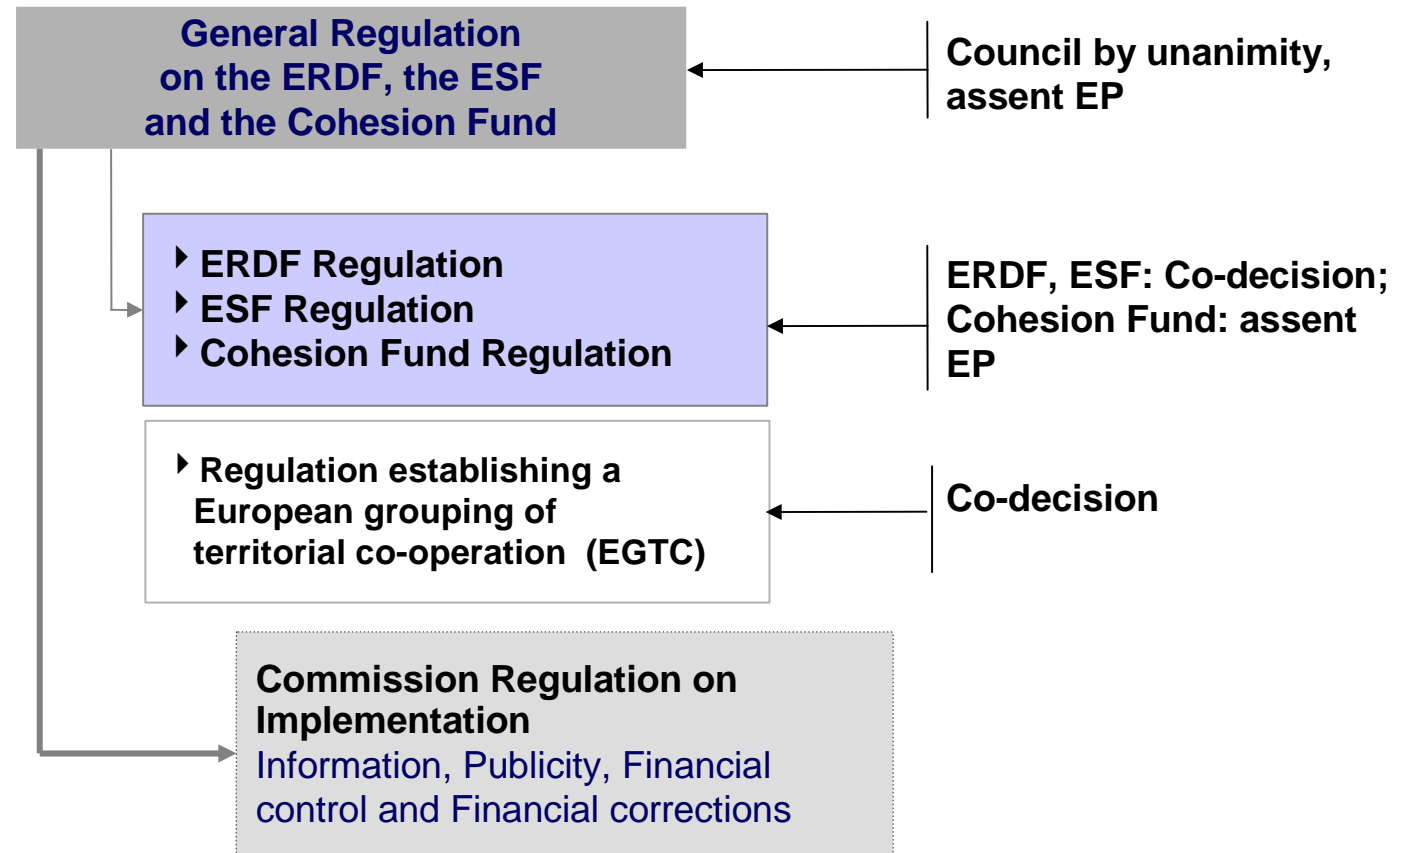 General Regulation
on the ERDF, the ESF
and the Cohesion Fund
Council by unanimity,
assent EP
ERDF Regulation
ESF Regulation
Cohesion Fund Regulation
ERDF, ESF: Co-decision;
Cohesion Fund: assent
EP
Regulation establishing a
European grouping of
territorial co-operation (EGTC)
Co-decision
Commission Regulation on
Implementation
Information, Publicity, Financial
control and Financial corrections